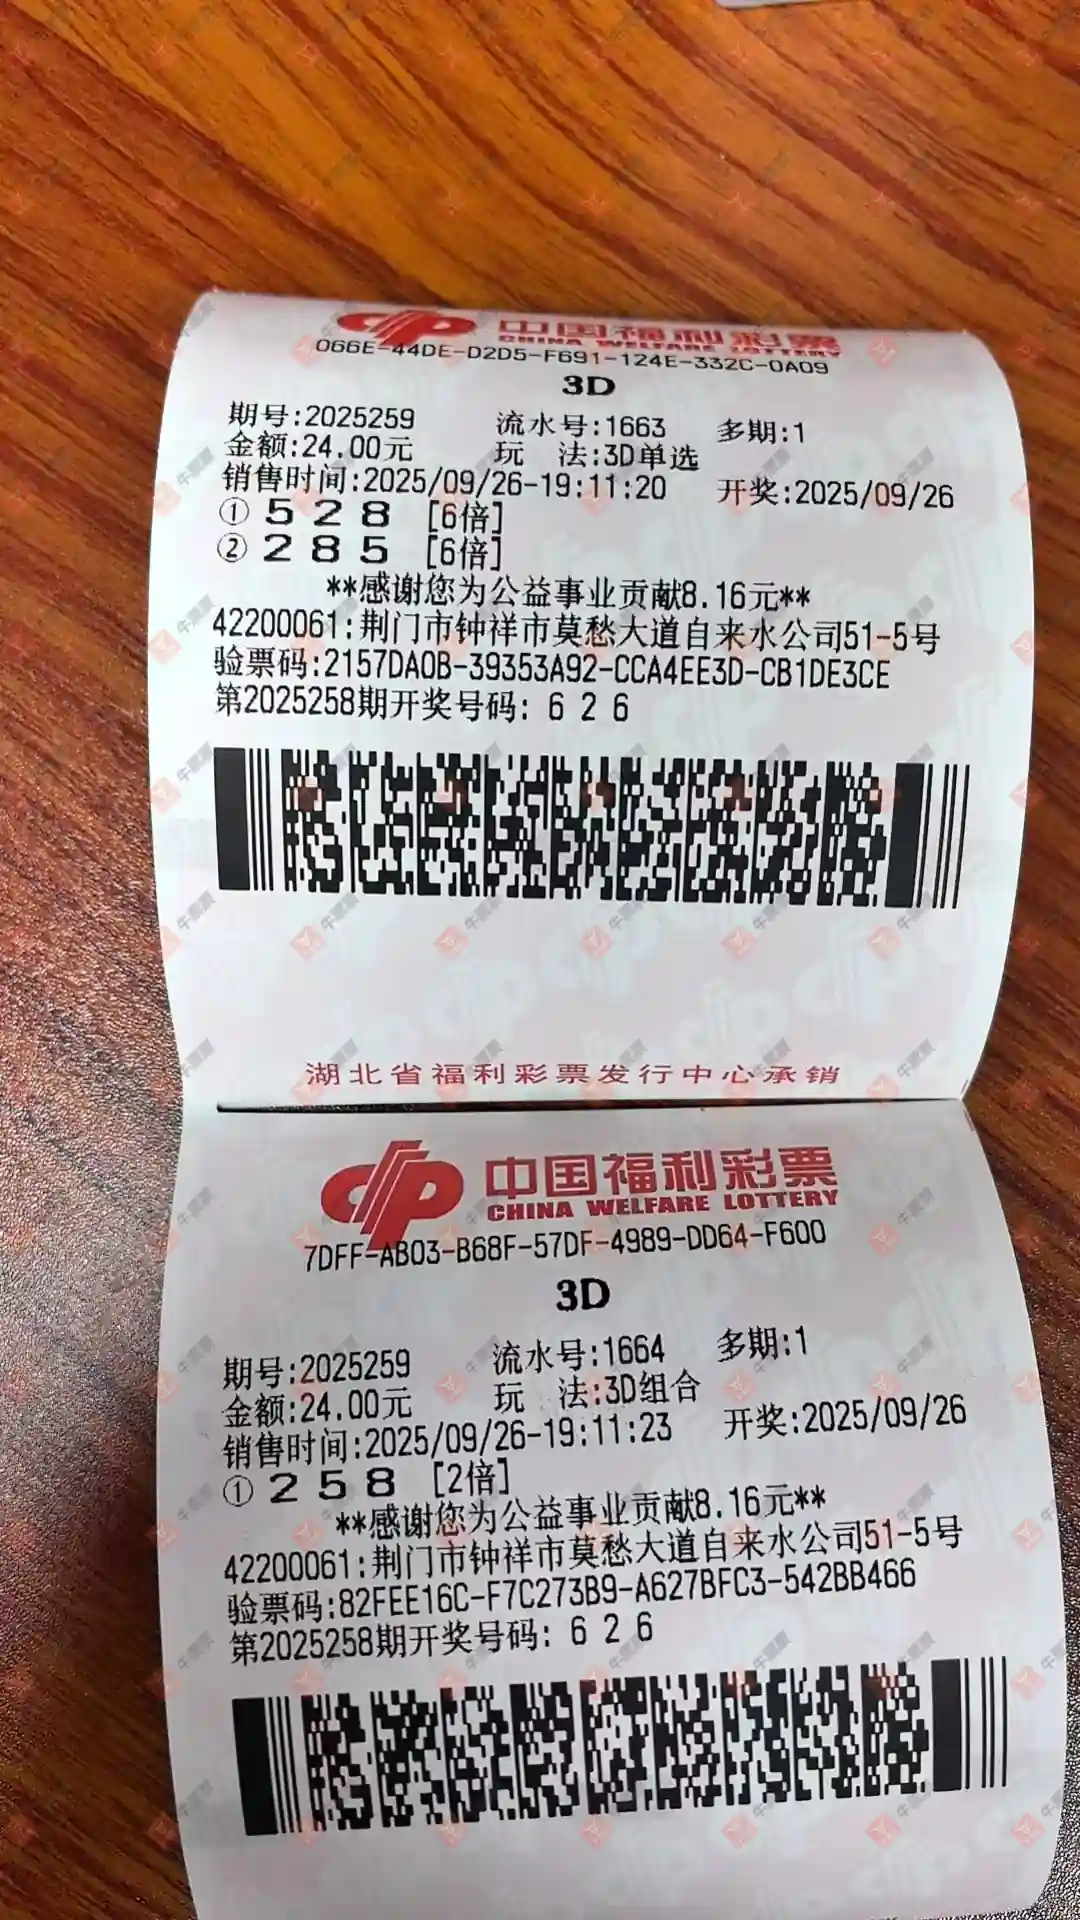 中国福利彩票
CHINA WELFARE LOTTERY
066E-44DE-D2D5-F691-124E-332C-0A09
3D
期号:2025259 流水号:1663 多期:1
金额:24.00元 玩 法:3D单选
销售时间:2025/09/26-19:11:20 开奖:2025/09/26
① 5 2 8 [6倍]
② 2 8 5 [6倍]
**感谢您为公益事业贡献8.16元**
42200061:荆门市钟祥市莫愁大道自来水公司51-5号
验票码:2157DA0B-39353A92-CCA4EE3D-CB1DE3CE
第2025258期开奖号码: 6 2 6
湖北省福利彩票发行中心承销
中国福利彩票
CHINA WELFARE LOTTERY
7DFF-AB03-B68F-57DF-4989-DD64-F600
3D
期号:2025259 流水号:1664 多期:1
金额:24.00元 玩 法:3D组合
销售时间:2025/09/26-19:11:23 开奖:2025/09/26
① 2 5 8 [2倍]
**感谢您为公益事业贡献8.16元**
42200061:荆门市钟祥市莫愁大道自来水公司51-5号
验票码:82FEE16C-F7C273B9-A627BFC3-542BB466
第2025258期开奖号码: 6 2 6